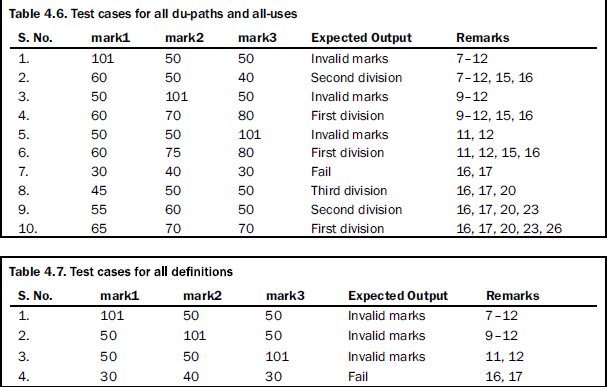 Table 4.6. Test cases for all du-paths and all-uses
S. No. mark1 mark2 mark3 Expected Output Remarks
1. 101 50 50 Invalid marks 7–12
2. 60 50 40 Second division 7–12, 15, 16
3. 50 101 50 Invalid marks 9–12
4. 60 70 80 First division 9–12, 15, 16
5. 50 50 101 Invalid marks 11, 12
6. 60 75 80 First division 11, 12, 15, 16
7. 30 40 30 Fail 16, 17
8. 45 50 50 Third division 16, 17, 20
9. 55 60 50 Second division 16, 17, 20, 23
10. 65 70 70 First division 16, 17, 20, 23, 26
Table 4.7. Test cases for all definitions
S. No. mark1 mark2 mark3 Expected Output Remarks
1. 101 50 50 Invalid marks 7–12
2. 50 101 50 Invalid marks 9–12
3. 50 50 101 Invalid marks 11, 12
4. 30 40 30 Fail 16, 17